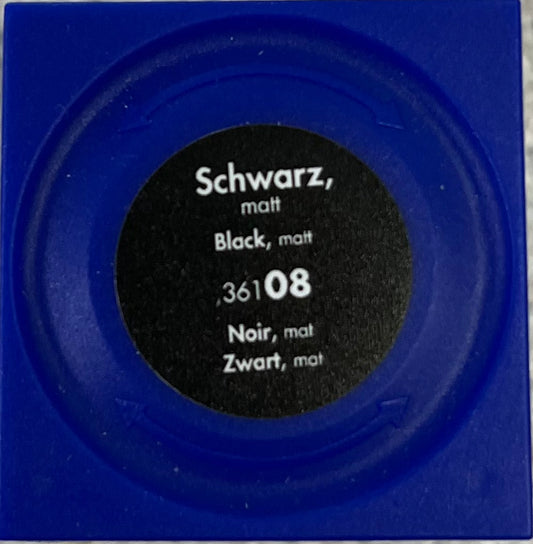 Schwarz,
matt
Black, matt
36108
Noir, mat
Zwart, mat